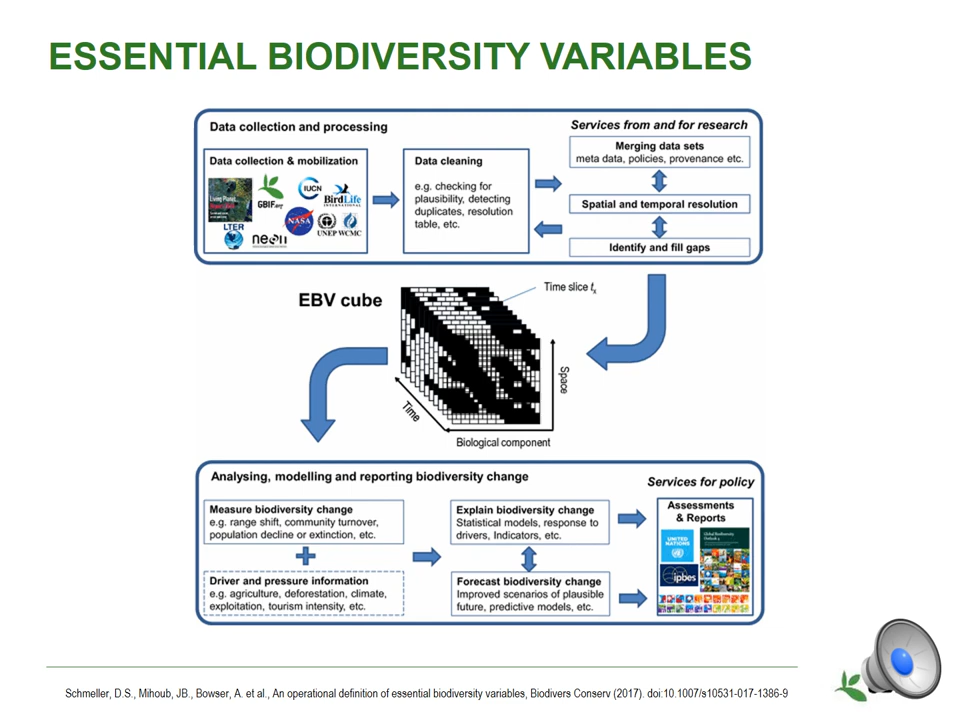 ESSENTIAL BIODIVERSITY VARIABLES
Data collection and processing
Services from and for research
Data collection & mobilization
Living Planet
GBIF.org
IUCN
BirdLife
INTERNATIONAL
NASA
UNEP WCMC
LTER
neon
Data cleaning
e.g. checking for
plausibility, detecting
duplicates, resolution
table, etc.
Merging data sets
meta data, policies, provenance etc.
Spatial and temporal resolution
Identify and fill gaps
EBV cube
Time slice tx
Space
Time
Biological component
Analysing, modelling and reporting biodiversity change
Services for policy
Measure biodiversity change
e.g. range shift, community turnover,
population decline or extinction, etc.
Driver and pressure information
e.g. agriculture, deforestation, climate,
exploitation, tourism intensity, etc.
Explain biodiversity change
Statistical models, response to
drivers, Indicators, etc.
Forecast biodiversity change
Improved scenarios of plausible
future, predictive models, etc.
Assessments
& Reports
UNITED
NATIONS
Global Biodiversity
Outlook 4
ipbes
Schmeller, D.S., Mihoub, JB., Bowser, A. et al., An operational definition of essential biodiversity variables, Biodivers Conserv (2017). doi:10.1007/s10531-017-1386-9